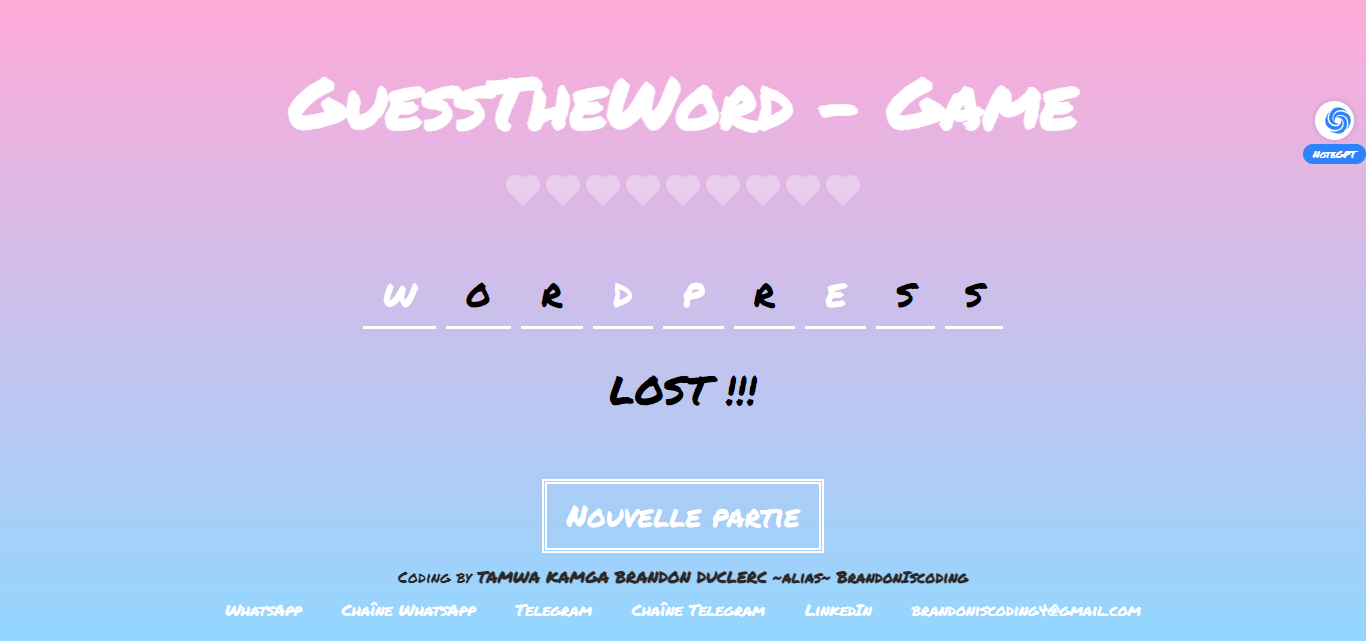 GuessTheWord - Game
NoteGPT
W O R D P R E S S
LOST !!!
Nouvelle partie
Coding by TAMWA KAMGA BRANDON DUCLERC ~alias~ BrandonIscoding
WhatsApp Chaîne WhatsApp Telegram Chaîne Telegram LinkedIn brandoniscoding4@gmail.com